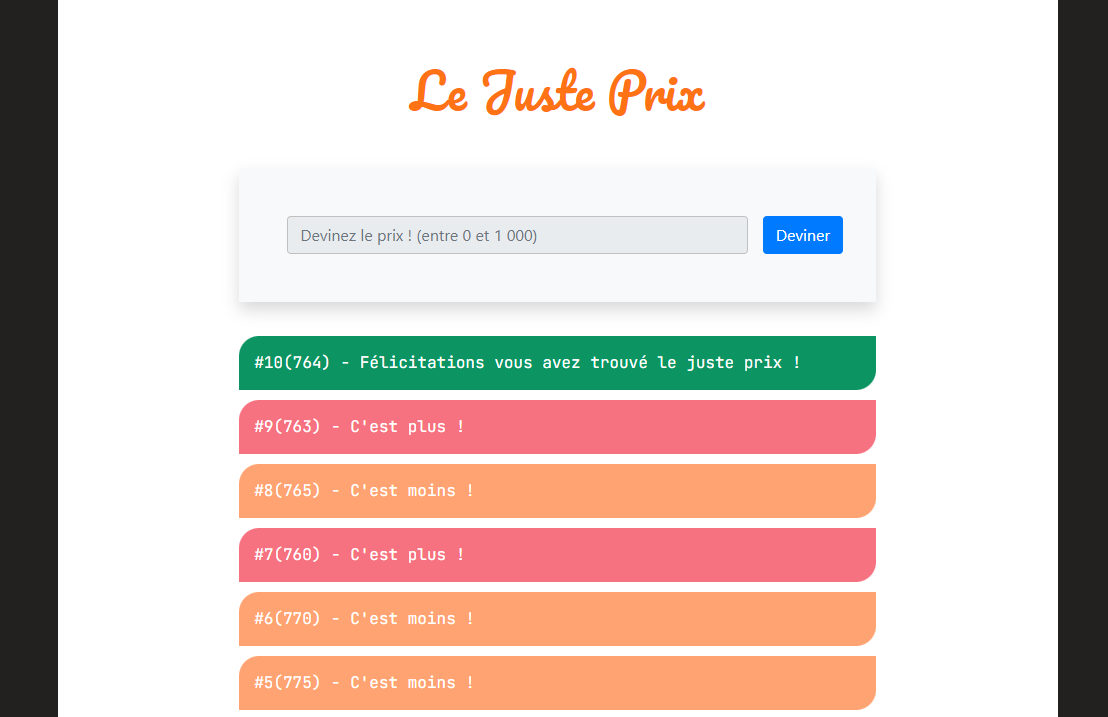 Le Juste Prix
Devinez le prix ! (entre 0 et 1 000)
Deviner
#10(764) - Félicitations vous avez trouvé le juste prix !
#9(763) - C'est plus !
#8(765) - C'est moins !
#7(760) - C'est plus !
#6(770) - C'est moins !
#5(775) - C'est moins !